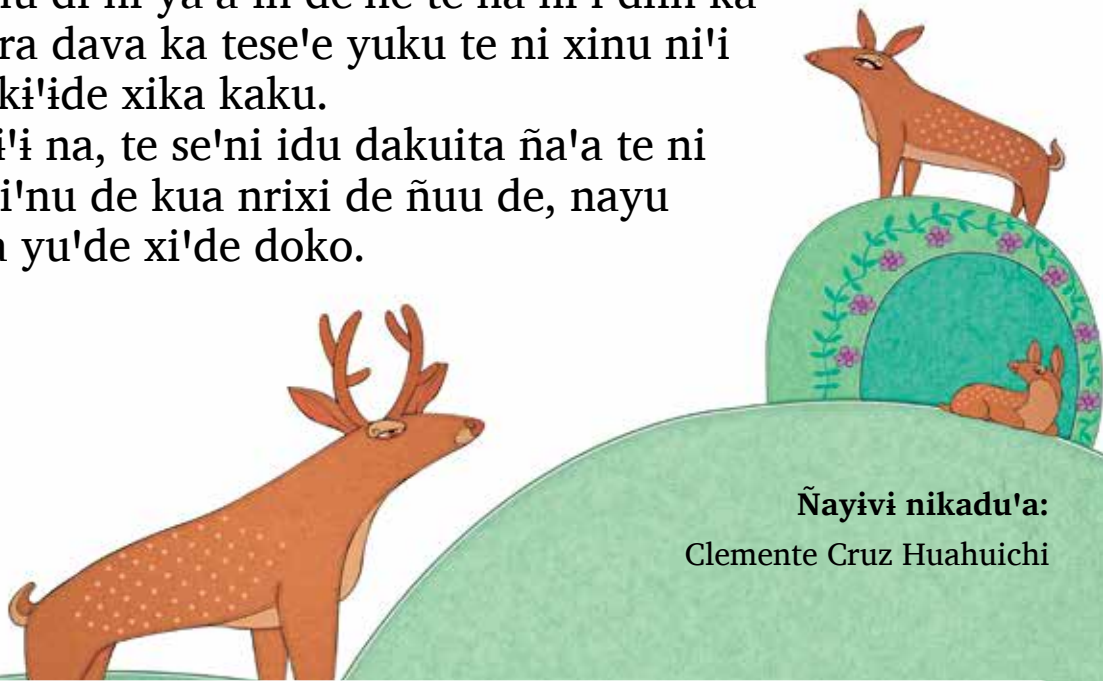 ra dava ka tese'e yuku te ni xinu ni'i
kɨ'ɨde xika kaku.
na, te se'ni idu dakuita ña'a te ni
de kua nrixi de ñuu de, nayu
yu'de xi'de doko.
Ñayɨvɨ nikadu'a:
Clemente Cruz Huahuichi